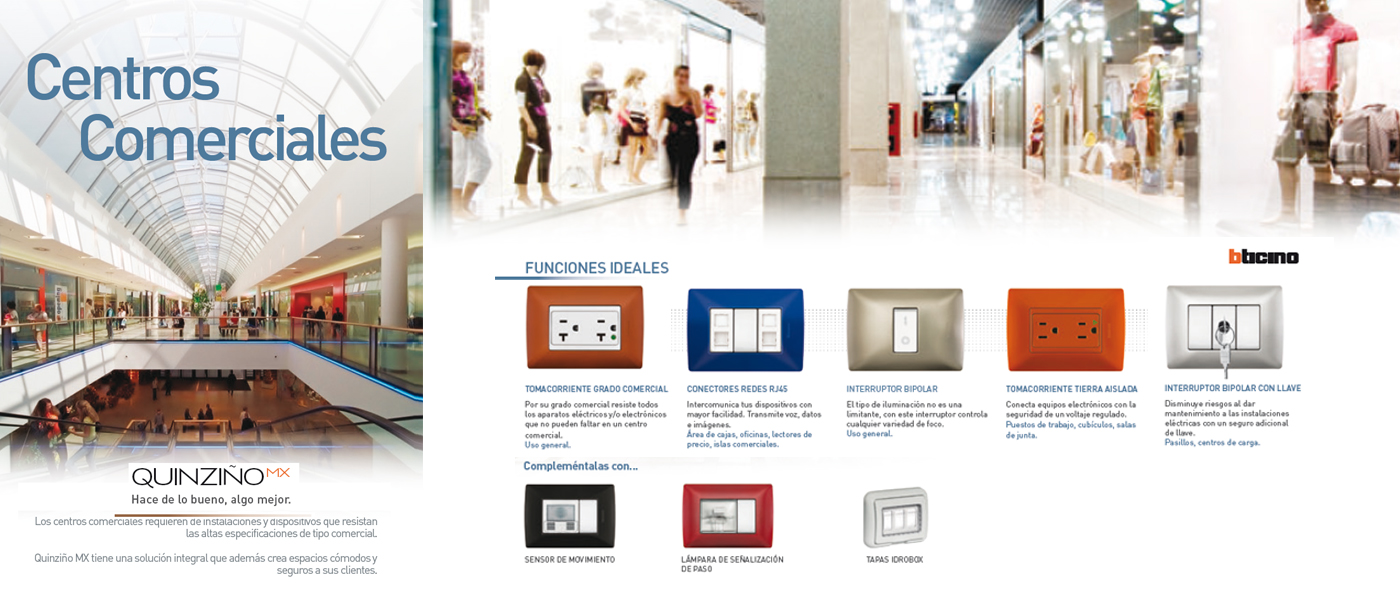 Centros
Comerciales
QUINZIÑO MX
Hace de lo bueno, algo mejor.
Los centros comerciales requieren de instalaciones y dispositivos que resistan
las altas especificaciones de tipo comercial.
Quinziño MX tiene una solución integral que además crea espacios cómodos y
seguros a sus clientes.
bticino
FUNCIONES IDEALES
TOMACORRIENTE GRADO COMERCIAL
Por su grado comercial resiste todos
los aparatos eléctricos y/o electrónicos
que no pueden faltar en un centro
comercial.
Uso general.
CONECTORES REDES RJ45
Intercomunica tus dispositivos con
mayor facilidad. Transmite voz, datos
e imágenes.
Área de cajas, oficinas, lectores de
precio, islas comerciales.
INTERRUPTOR BIPOLAR
El tipo de iluminación no es una
limitante, con este interruptor controla
cualquier variedad de foco.
Uso general.
TOMACORRIENTE TIERRA AISLADA
Conecta equipos electrónicos con la
seguridad de un voltaje regulado.
Puestos de trabajo, cubículos, salas
de junta.
INTERRUPTOR BIPOLAR CON LLAVE
Disminuye riesgos al dar
mantenimiento a las instalaciones
eléctricas con un seguro adicional
de llave.
Pasillos, centros de carga.
Compleméntalas con...
SENSOR DE MOVIMIENTO
LÁMPARA DE SEÑALIZACIÓN
DE PASO
TAPAS IDROBOX